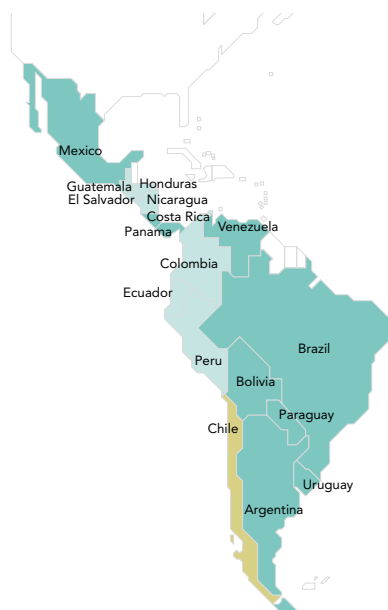 Mexico
Guatemala
Honduras
El Salvador
Nicaragua
Costa Rica
Panama
Venezuela
Colombia
Ecuador
Brazil
Peru
Bolivia
Paraguay
Chile
Uruguay
Argentina